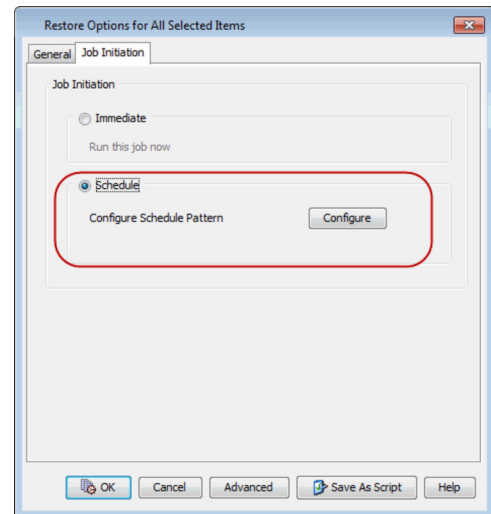 Restore Options for All Selected Items
General Job Initiation
Job Initiation
Immediate
Run this job now
Schedule
Configure Schedule Pattern Configure
OK Cancel Advanced Save As Script Help